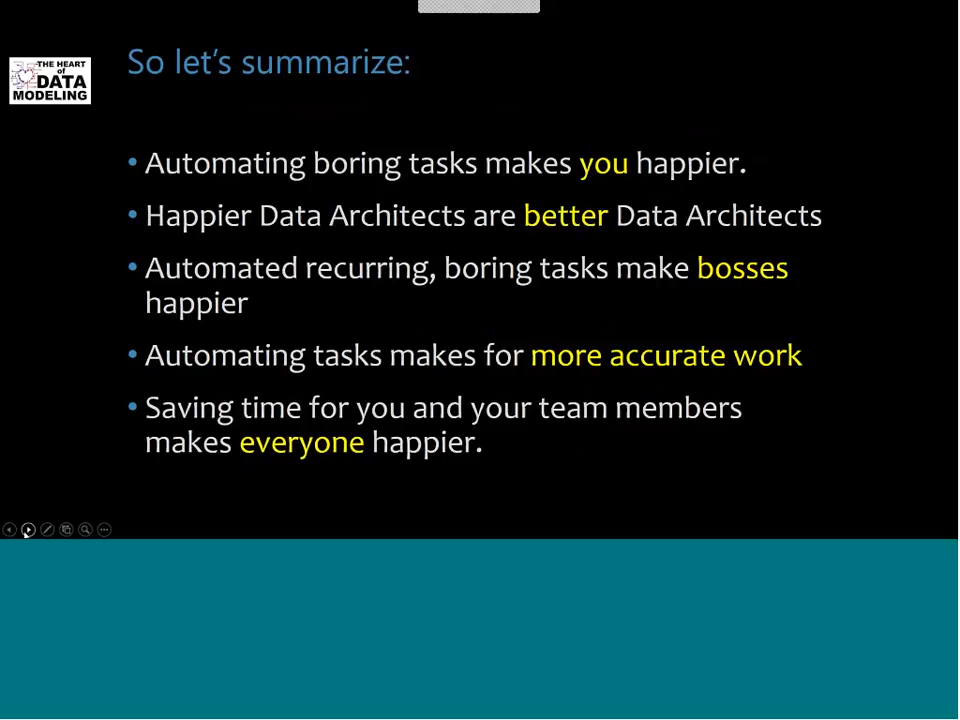 So let's summarize:
THE HEART
of
DATA
MODELING
• Automating boring tasks makes you happier.
• Happier Data Architects are better Data Architects
• Automated recurring, boring tasks make bosses
happier
• Automating tasks makes for more accurate work
• Saving time for you and your team members
makes everyone happier.